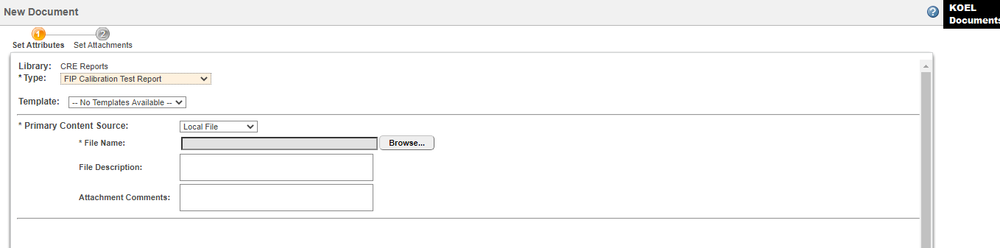 New Document
?
KOEL
Documents
1
2
Set Attributes
Set Attachments
Library: CRE Reports
* Type: FIP Calibration Test Report
Template: -- No Templates Available --
* Primary Content Source: Local File
* File Name: Browse...
File Description:
Attachment Comments: